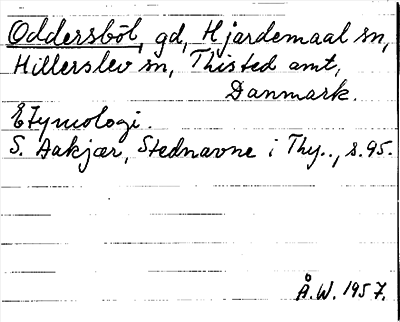 Oddersböl, gd, Hjardemaal sn,
Hillerslev sn, Thisted amt,
Danmark.
Etymologi.
S. Aakjær, Stednavne i Thy.., s.95.
Å.W. 1957.